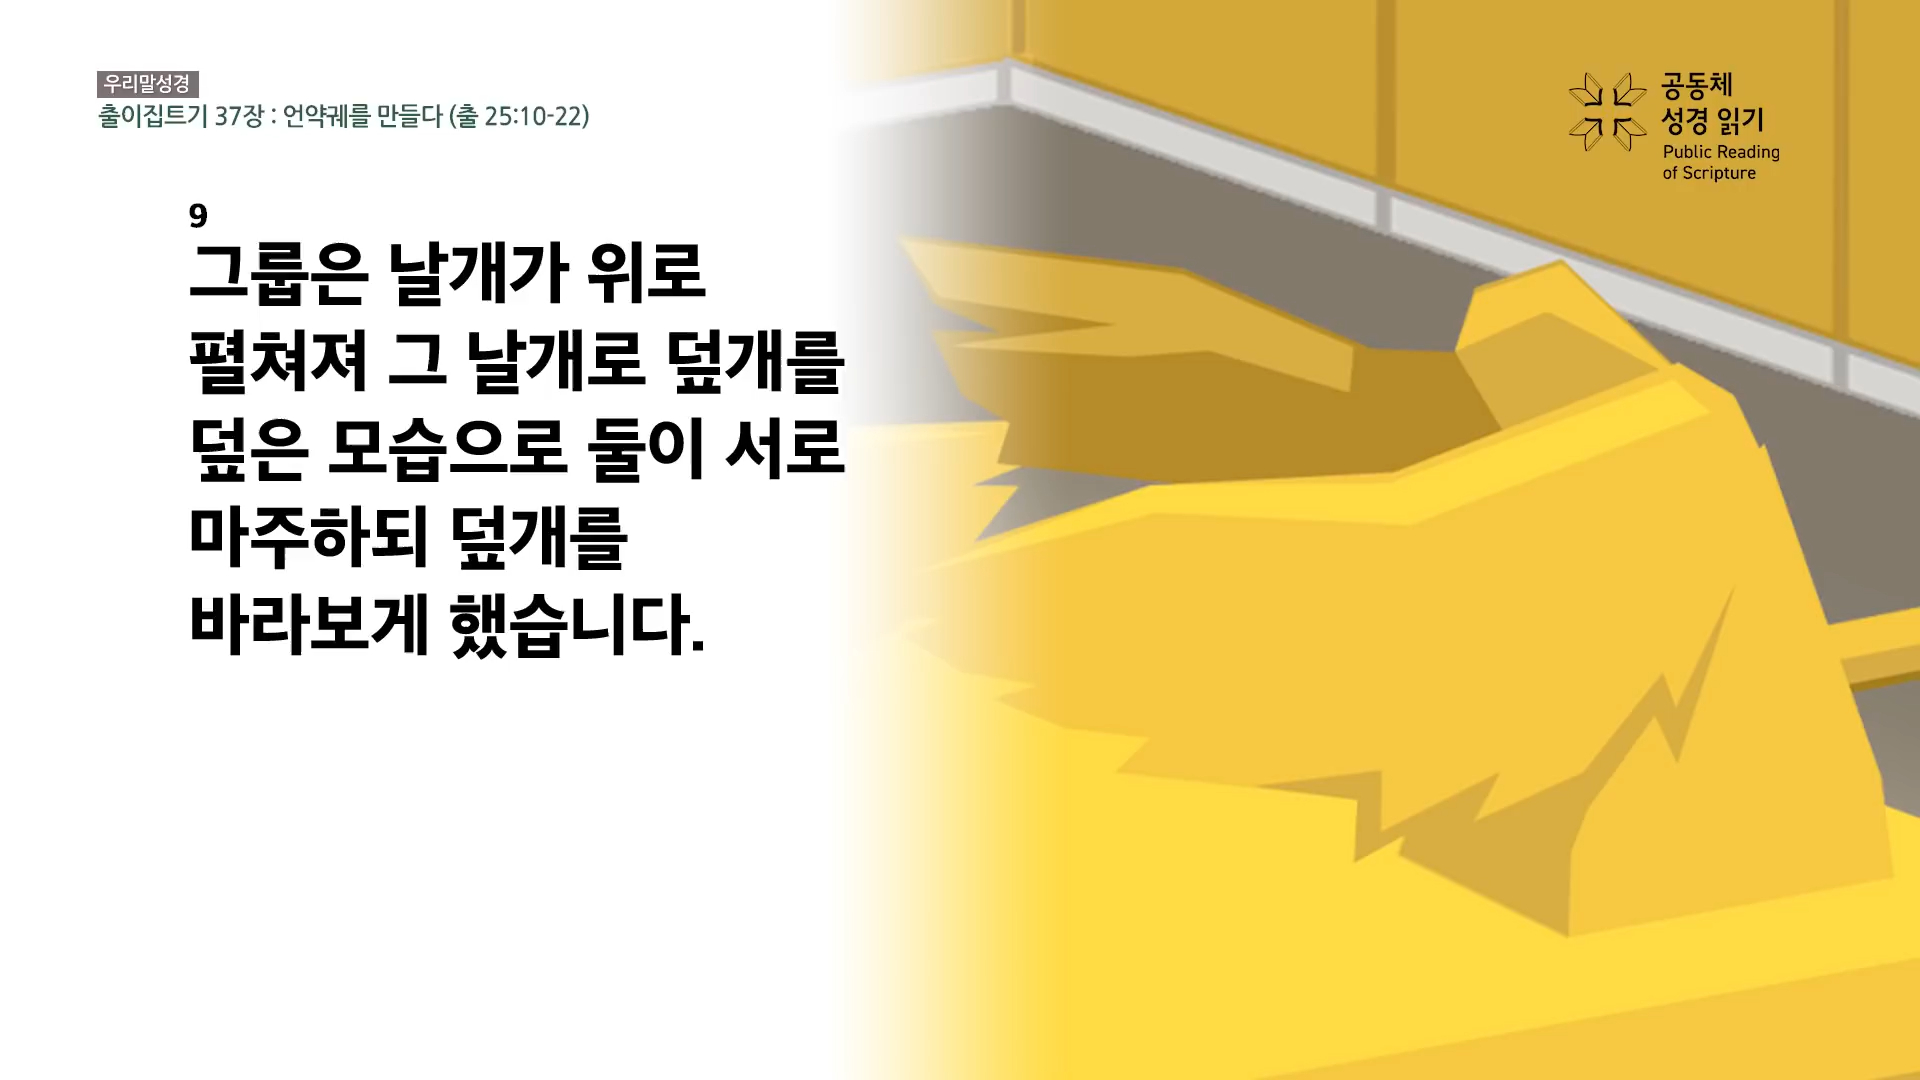 우리말성경
출이집트기 37장 : 언약궤를 만들다 (출 25:10-22)
공동체
성경 읽기
Public Reading
of Scripture
9
그룹은 날개가 위로
펼쳐져 그 날개로 덮개를
덮은 모습으로 둘이 서로
마주하되 덮개를
바라보게 했습니다.